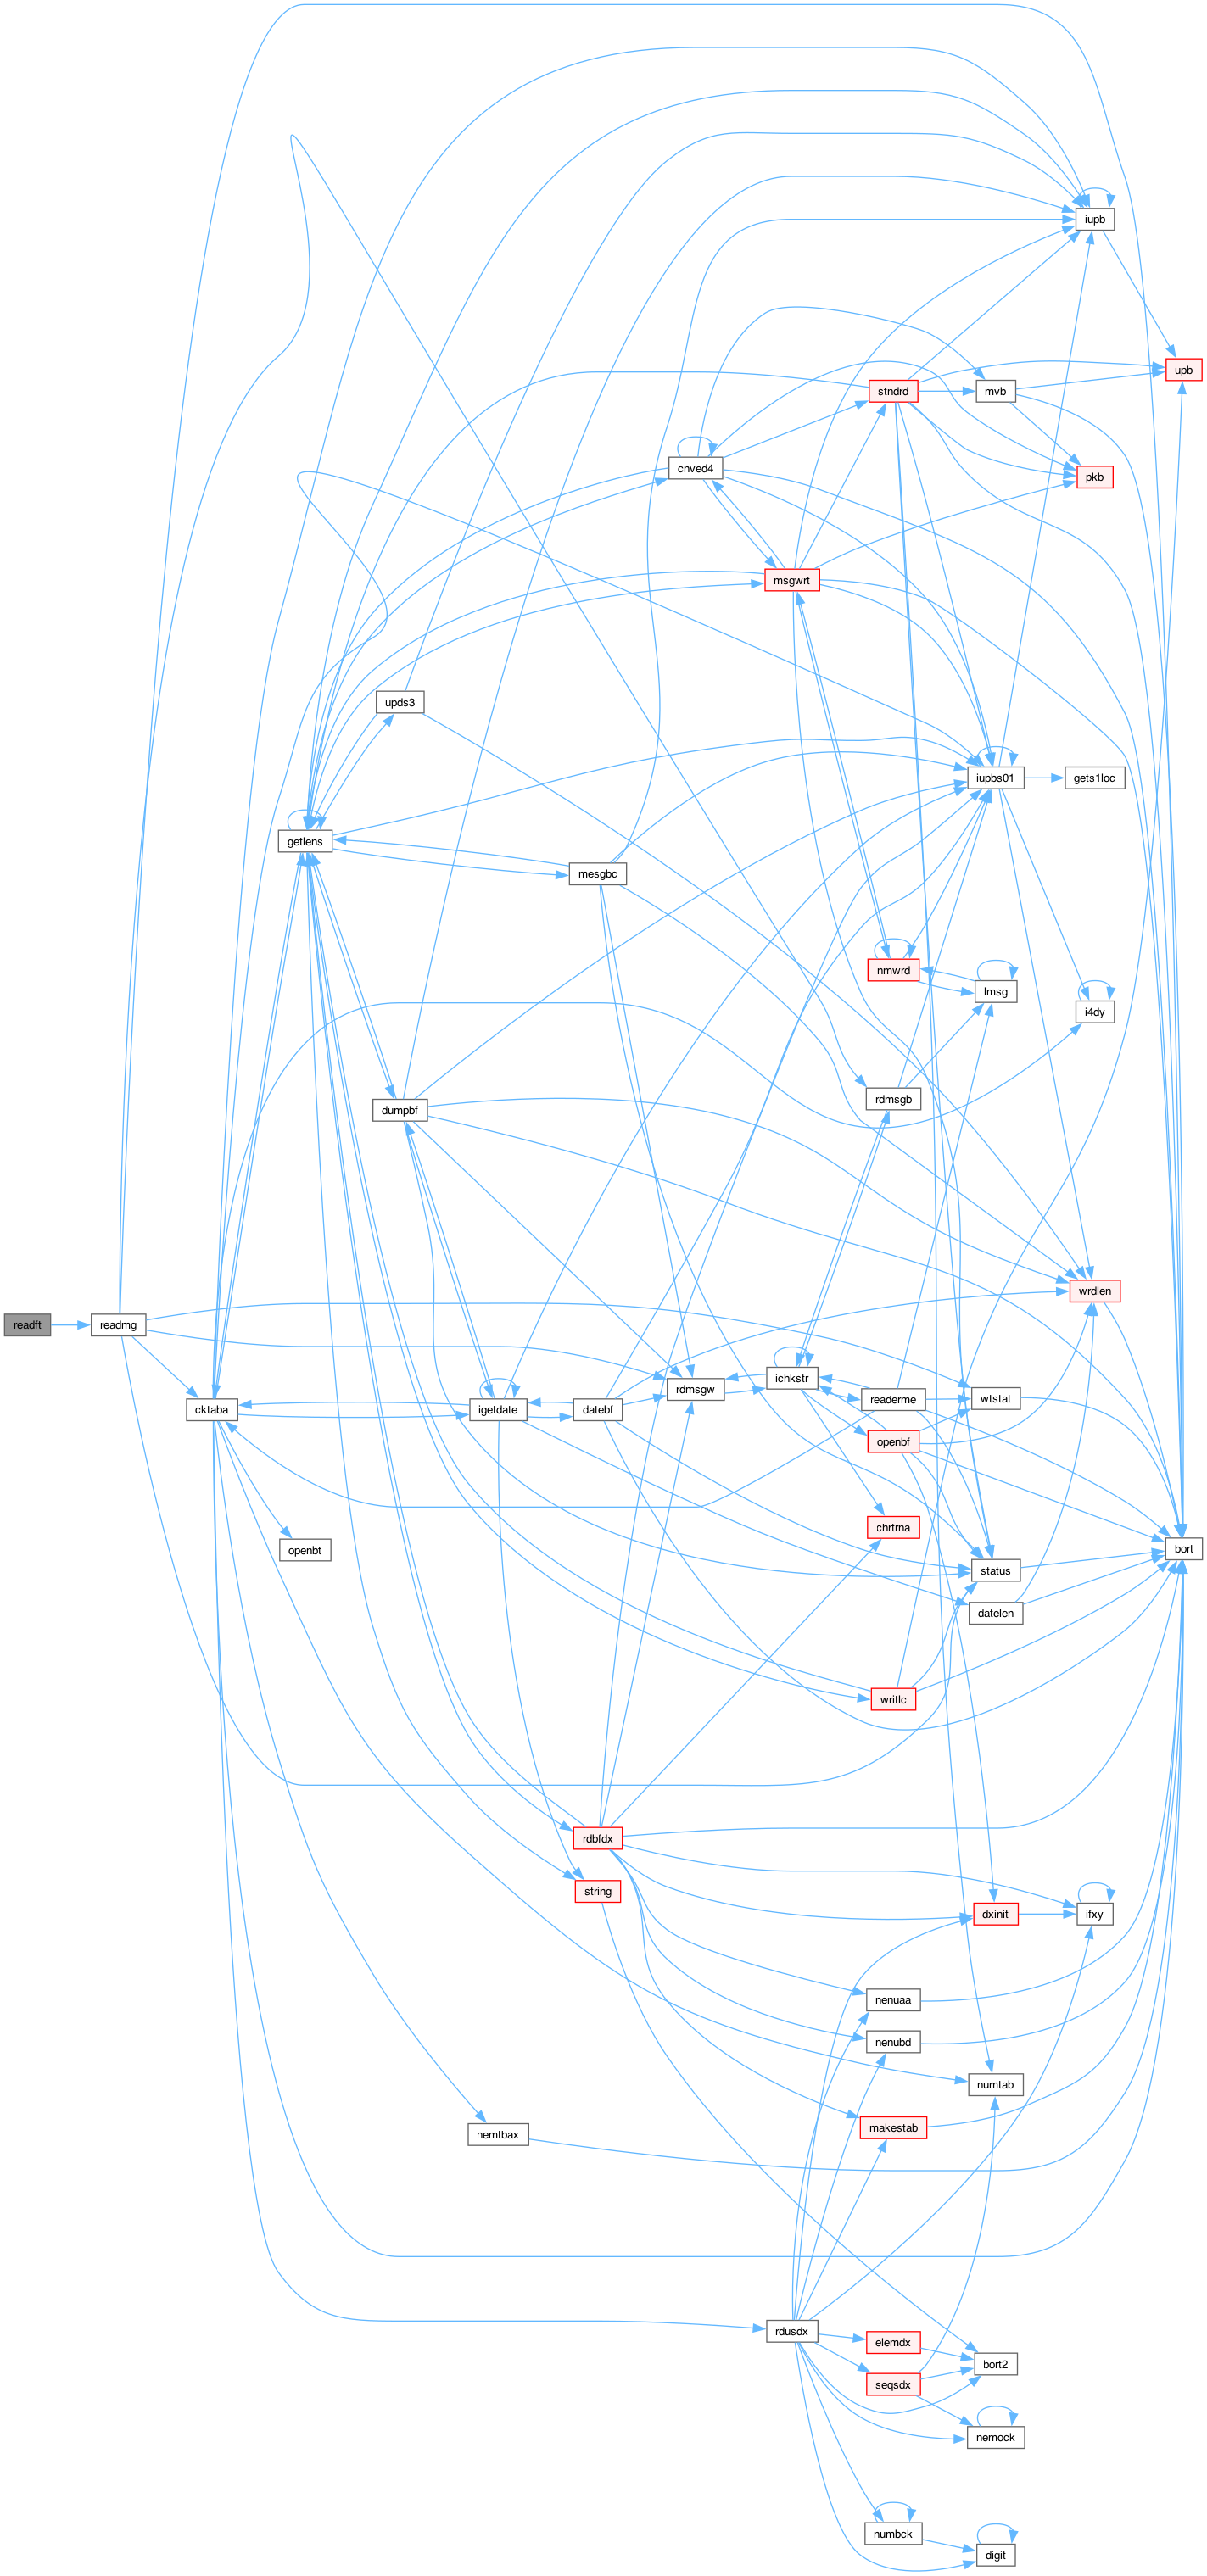 iupb
upb
stndrd
mvb
cnved4
pkb
msgwrt
upds3
iupbs01
gets1loc
getlens
mesgbc
nmwrd
lmsg
i4dy
rdmsgb
dumpbf
wrdlen
readft
readmg
ichkstr
rdmsgw
readerme
wtstat
cktaba
igetdate
datebf
openbf
chrtrna
openbt
bort
status
datelen
writlc
rdbfdx
string
dxinit
ifxy
nenuaa
nenubd
numtab
makestab
nemtbax
rdusdx
elemdx
bort2
seqsdx
nemock
numbck
digit